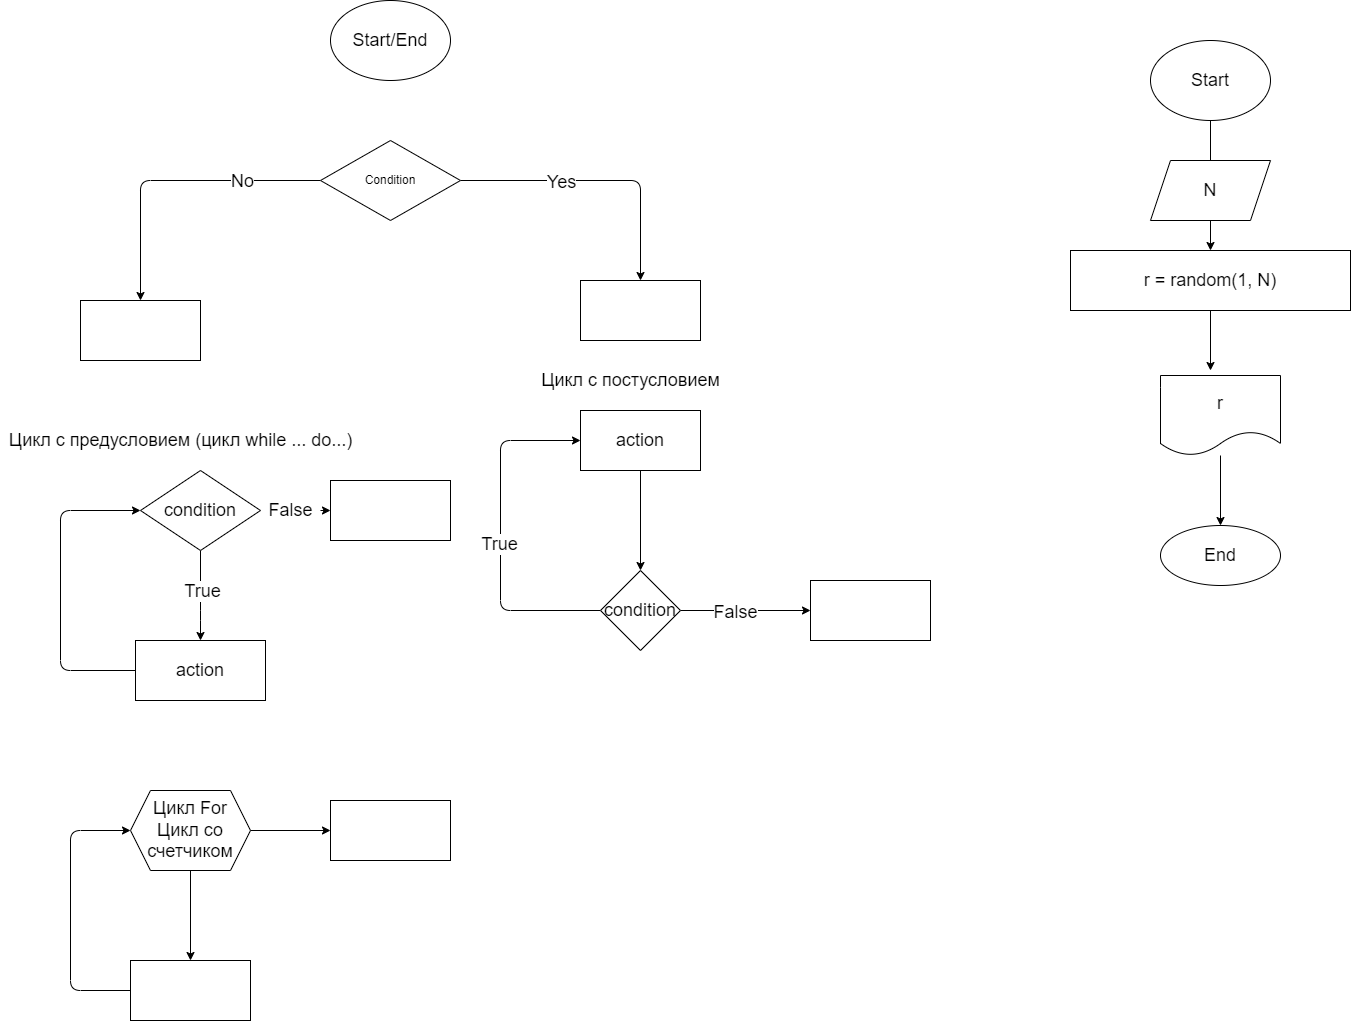 Start/End
Condition
No
Yes
Цикл с постусловием
action
True
condition
False
Цикл с предусловием (цикл while ... do...)
condition
False
True
action
Цикл For
Цикл со
счетчиком
Start
N
r = random(1, N)
r
End